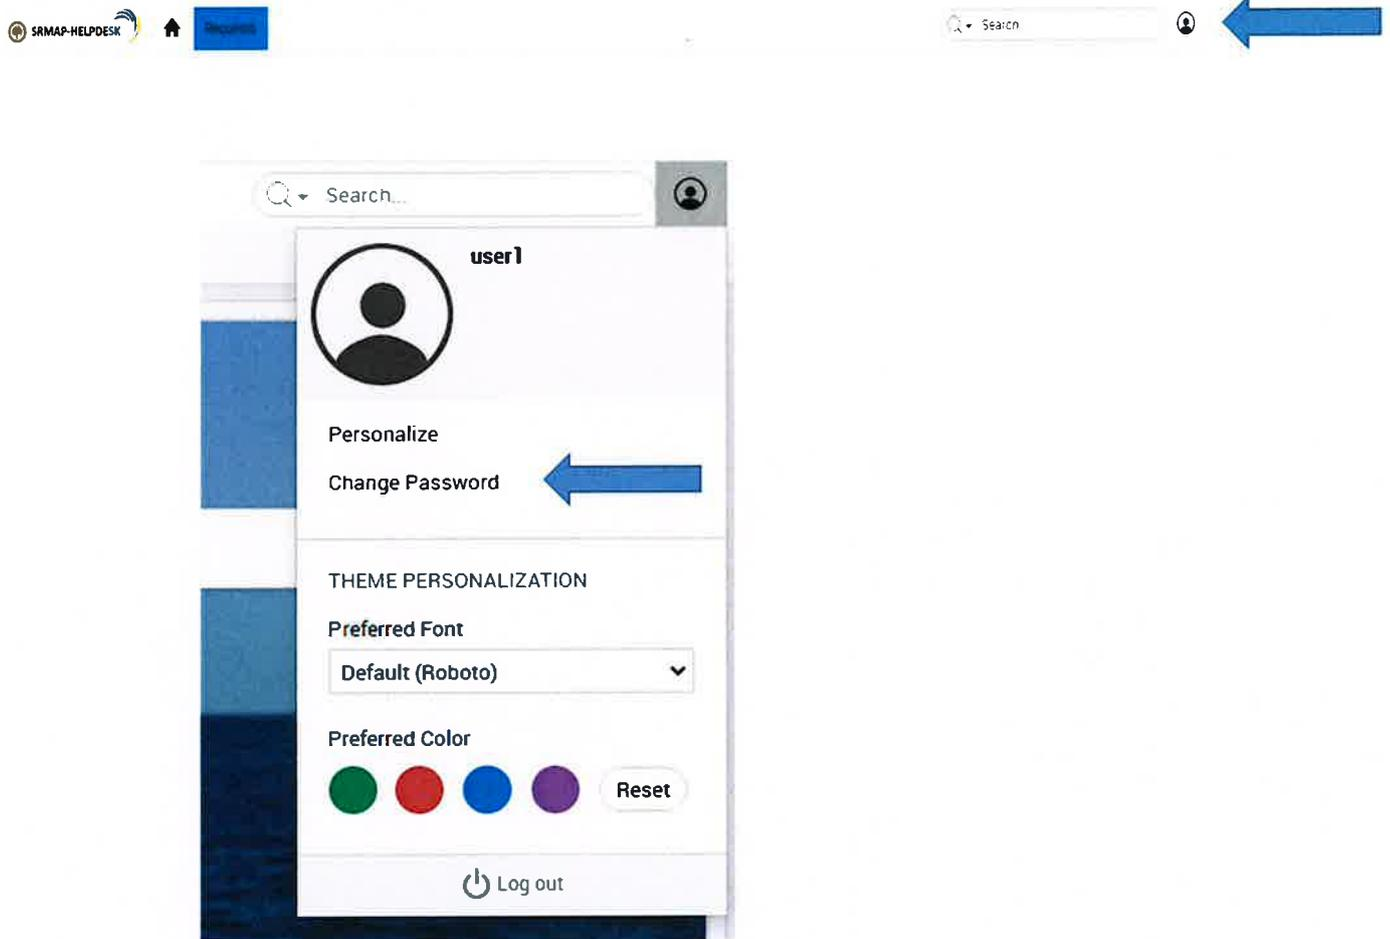 SRMAP-HELPDESK
Search
Search...
user1
Personalize
Change Password
THEME PERSONALIZATION
Preferred Font
Default (Roboto)
Preferred Color
Reset
Log out